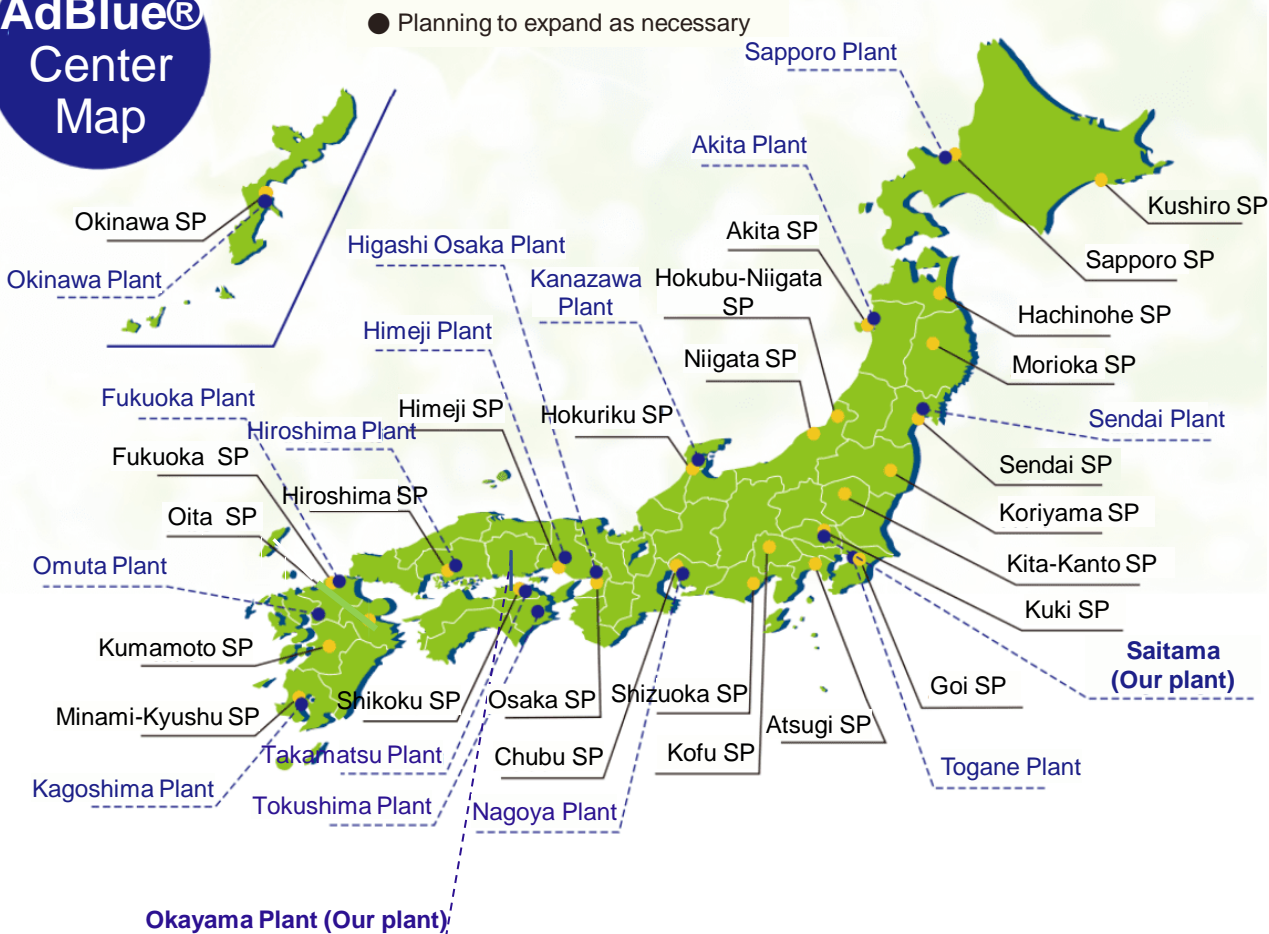 AdBlue®
Center
Map
● Planning to expand as necessary
Sapporo Plant
Akita Plant
Kushiro SP
Okinawa SP
Akita SP
Higashi Osaka Plant
Sapporo SP
Okinawa Plant
Kanazawa
Plant
Hokubu-Niigata
SP
Hachinohe SP
Himeji Plant
Niigata SP
Morioka SP
Fukuoka Plant
Himeji SP
Hokuriku SP
Sendai Plant
Hiroshima Plant
Fukuoka SP
Sendai SP
Hiroshima SP
Oita SP
Koriyama SP
Omuta Plant
Kita-Kanto SP
Kuki SP
Kumamoto SP
Saitama
(Our plant)
Goi SP
Shikoku SP
Osaka SP
Shizuoka SP
Minami-Kyushu SP
Atsugi SP
Takamatsu Plant
Chubu SP
Kofu SP
Togane Plant
Kagoshima Plant
Tokushima Plant
Nagoya Plant
Okayama Plant (Our plant)